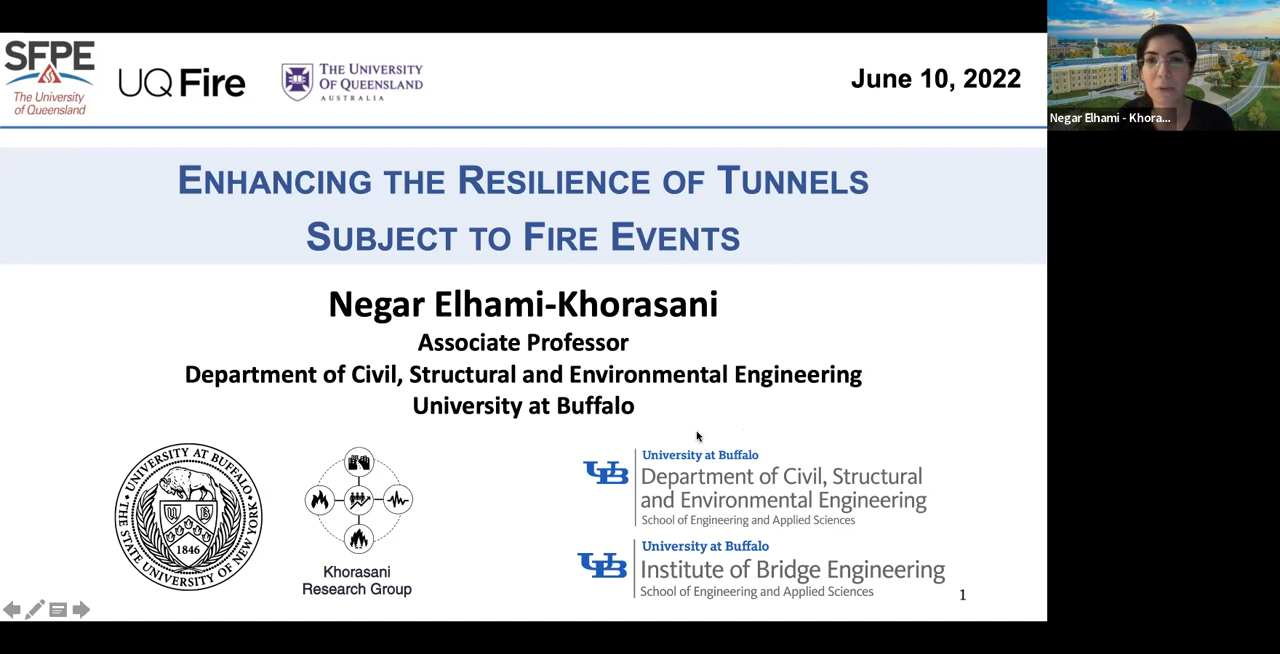 SFPE
The University
of Queensland
UQ Fire
THE UNIVERSITY
OF QUEENSLAND
AUSTRALIA
June 10, 2022
Negar Elhami - Khora...
ENHANCING THE RESILIENCE OF TUNNELS
SUBJECT TO FIRE EVENTS
Negar Elhami-Khorasani
Associate Professor
Department of Civil, Structural and Environmental Engineering
University at Buffalo
UNIVERSITY AT BUFFALO
THE STATE UNIVERSITY OF NEW YORK
UB
1846
Khorasani
Research Group
UB
University at Buffalo
Department of Civil, Structural
and Environmental Engineering
School of Engineering and Applied Sciences
UB
University at Buffalo
Institute of Bridge Engineering
School of Engineering and Applied Sciences
1